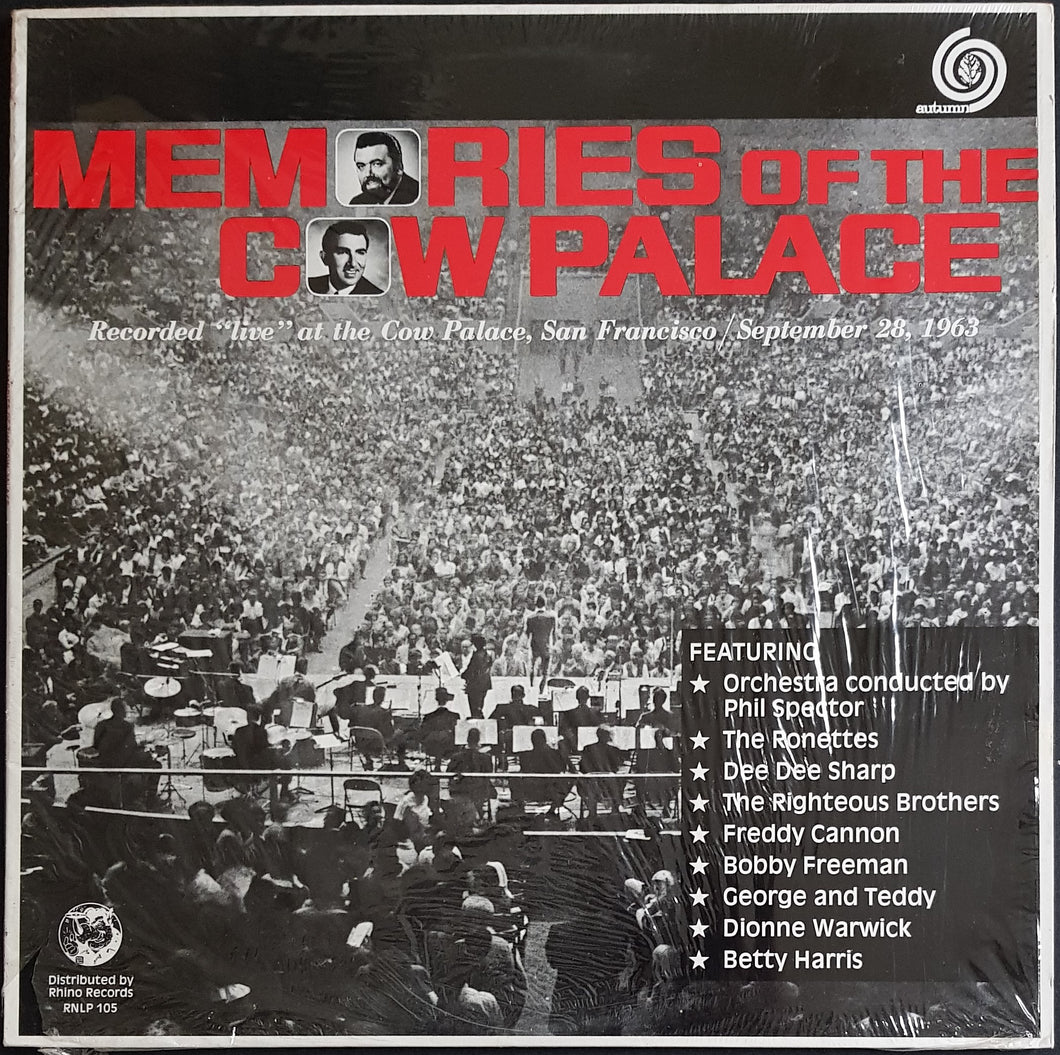 autumn
MEMORIES OF THE
COW PALACE
Recorded “live” at the Cow Palace, San Francisco/September 28, 1963
FEATURING
★ Orchestra conducted by
Phil Spector
★ The Ronettes
★ Dee Dee Sharp
★ The Righteous Brothers
★ Freddy Cannon
★ Bobby Freeman
★ George and Teddy
★ Dionne Warwick
★ Betty Harris
Distributed by
Rhino Records
RNLP 105